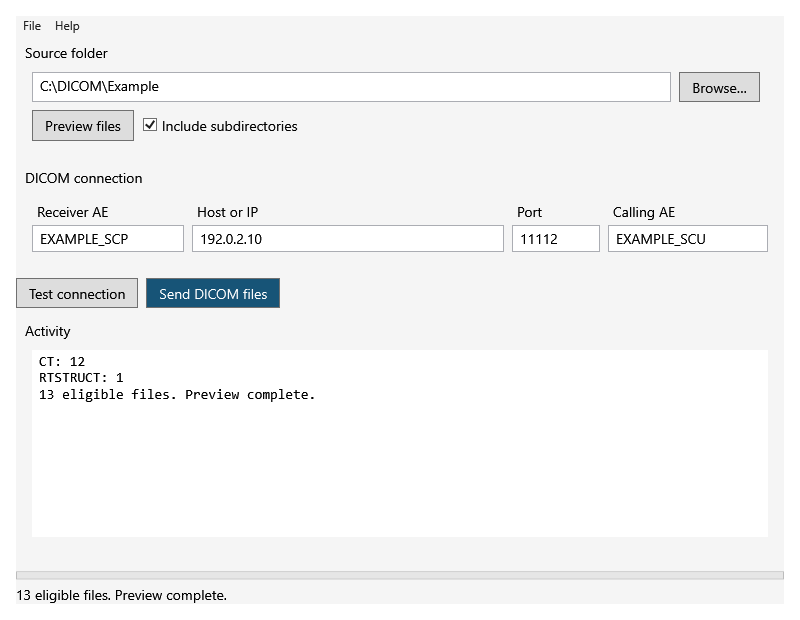 File Help
Source folder
C:\DICOM\Example Browse...
Preview files Include subdirectories
DICOM connection
Receiver AE Host or IP Port Calling AE
EXAMPLE_SCP 192.0.2.10 11112 EXAMPLE_SCU
Test connection Send DICOM files
Activity
CT: 12
RTSTRUCT: 1
13 eligible files. Preview complete.
13 eligible files. Preview complete.